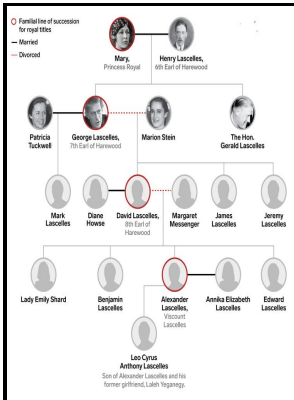 Familial line of succession
for royal titles
Married
Divorced
Mary,
Princess Royal
Henry Lascelles,
6th Earl of Harewood
Patricia
Tuckwell
George Lascelles,
7th Earl of Harewood
Marion Stein
The Hon.
Gerald Lascelles
Mark
Lascelles
Diane
Howse
David Lascelles,
8th Earl of
Harewood
Margaret
Messenger
James
Lascelles
Jeremy
Lascelles
Lady Emily Shard
Benjamin
Lascelles
Alexander
Lascelles,
Viscount
Lascelles
Annika Elizabeth
Lascelles
Edward
Lascelles
Leo Cyrus
Anthony Lascelles
Son of Alexander Lascelles and his
former girlfriend, Laleh Yeganegy.